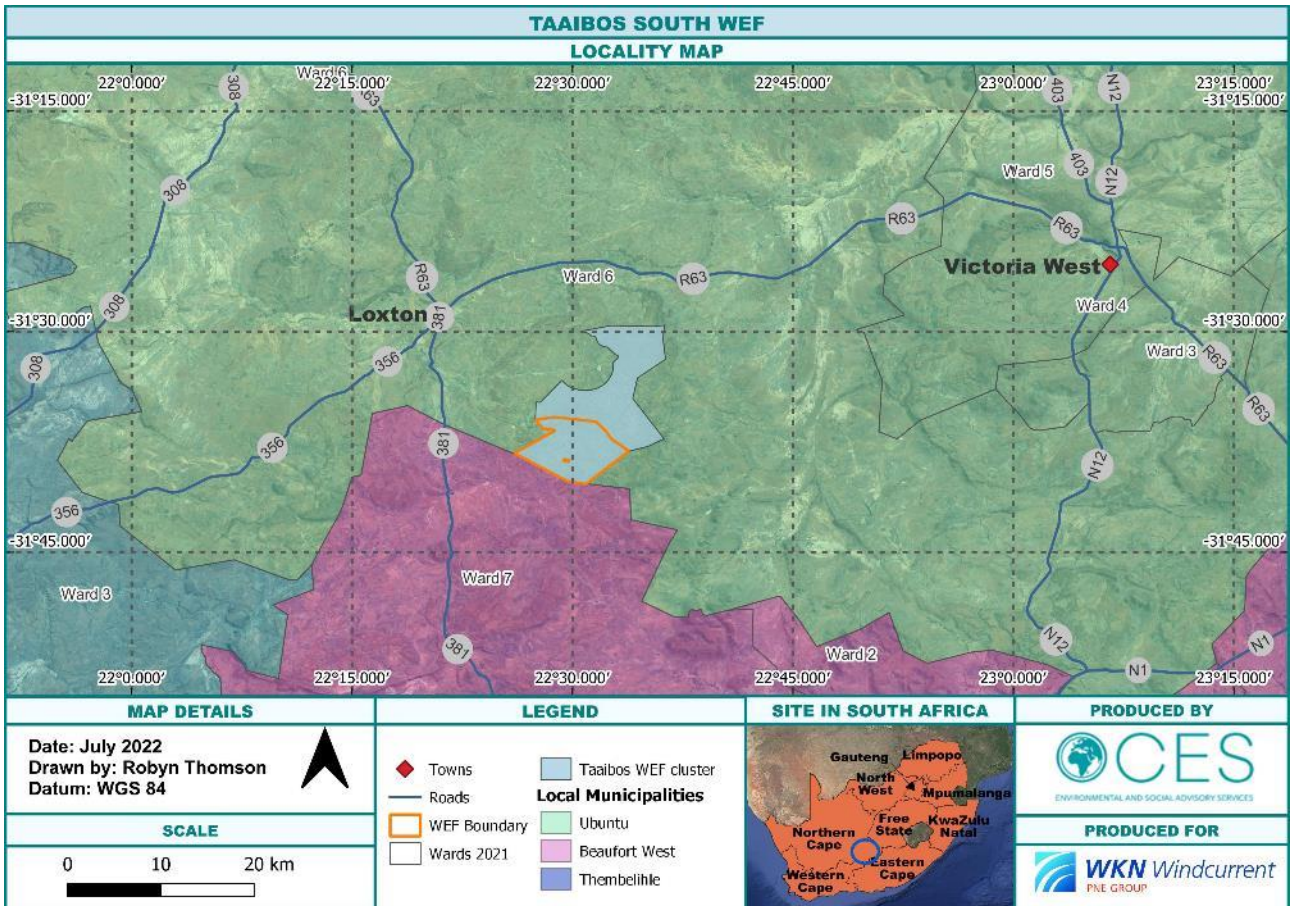 TAAIBOS SOUTH WEF
LOCALITY MAP
308
Ward 6
R63
403
N12
22°0.000′
22°15.000′
22°30.000′
22°45.000′
23°0.000′
23°15.000′
-31°15.000′
-31°15.000′
308
403
N12
Ward 5
R63
R63
R63
Ward 6
R63
Victoria West
308
Loxton
381
Ward 4
-31°30.000′
-31°30.000′
308
356
Ward 3
R63
R63
356
381
N12
356
-31°45.000′
-31°45.000′
Ward 3
Ward 7
381
Ward 2
N12
N1
N1
22°0.000′
22°15.000′
22°30.000′
22°45.000′
23°0.000′
23°15.000′
MAP DETAILS
Date: July 2022
Drawn by: Robyn Thomson
Datum: WGS 84
SCALE
0 10 20 km
LEGEND
Towns
Roads
WEF Boundary
Wards 2021
Taaibos WEF cluster
Local Municipalities
Ubuntu
Beaufort West
Thembelihle
SITE IN SOUTH AFRICA
Gauteng
Limpopo
North
West
Mpumalanga
Free
State
KwaZulu
Natal
Northern
Cape
Eastern
Cape
Western
Cape
PRODUCED BY
CES
ENVIRONMENTAL AND SOCIAL ADVISORY SERVICES
PRODUCED FOR
WKN Windcurrent
PNE GROUP